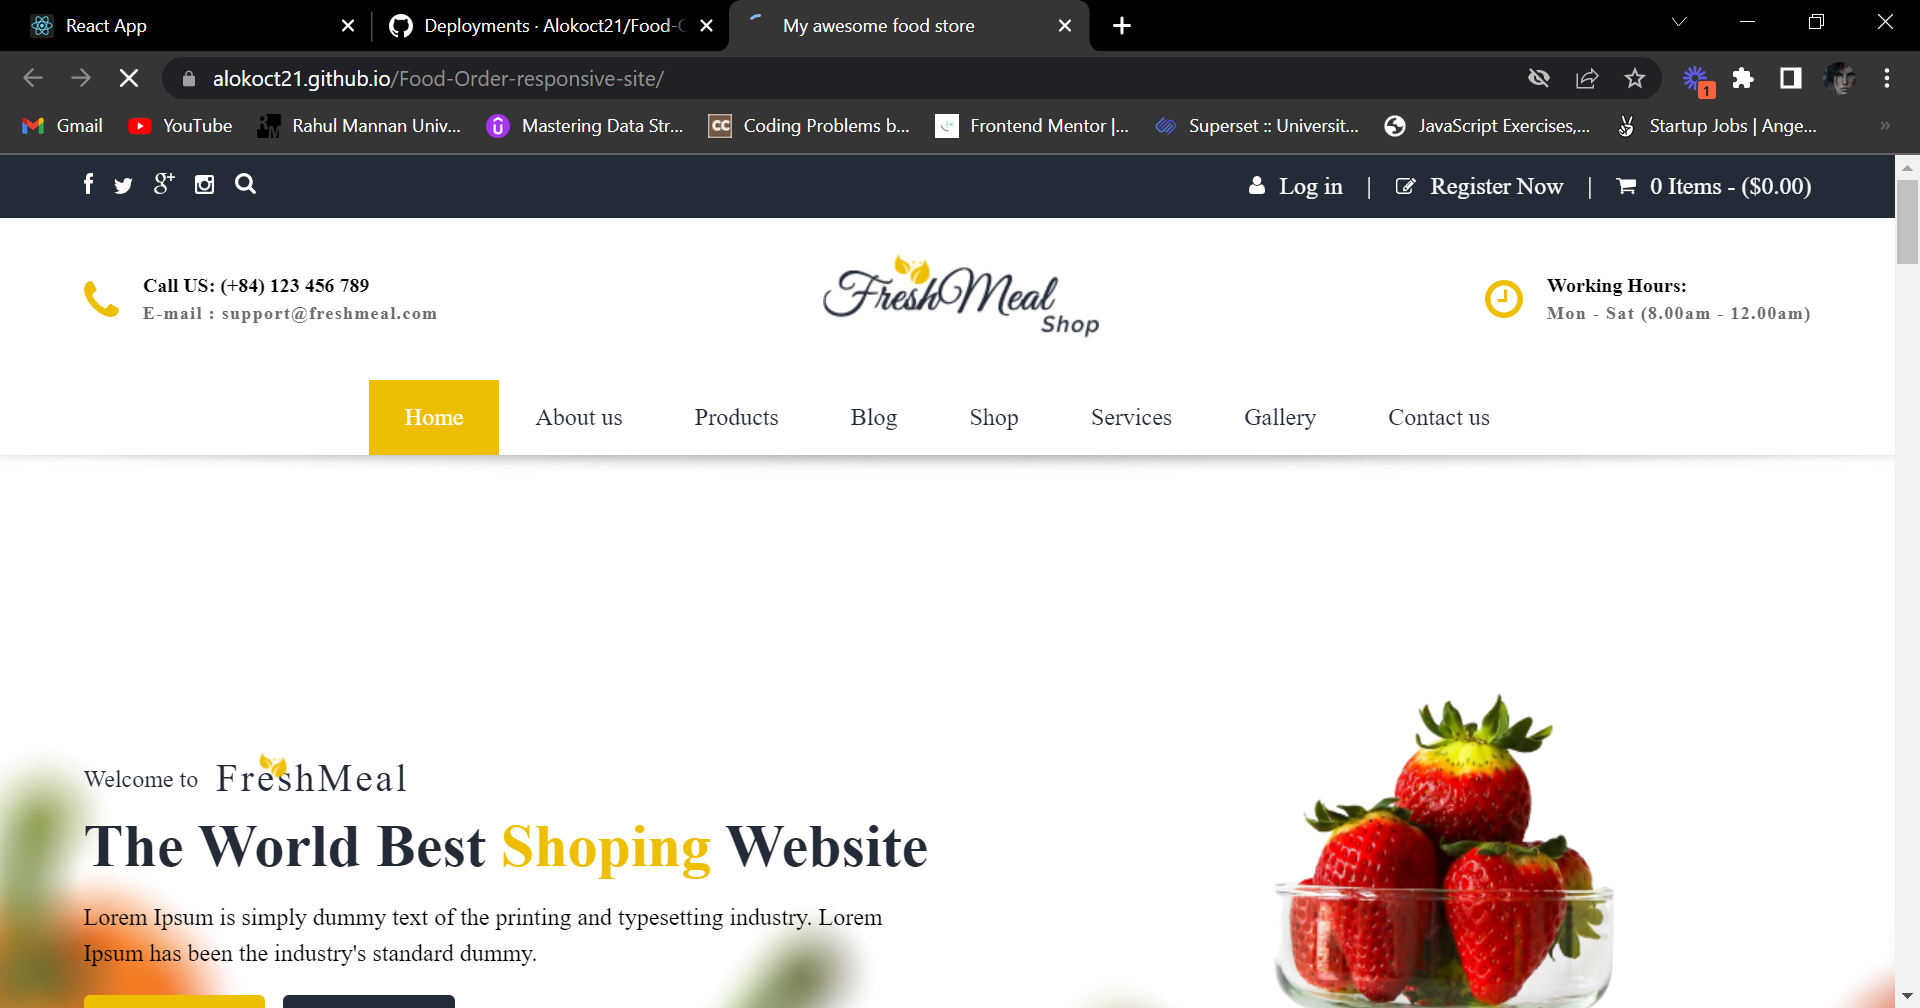 React App
Deployments · Alokoct21/Food-O
My awesome food store
alokoct21.github.io/Food-Order-responsive-site/
1
Gmail
YouTube
RM
Rahul Mannan Univ...
Mastering Data Str...
CC
Coding Problems b...
Frontend Mentor |...
Superset :: Universit...
JavaScript Exercises,...
Startup Jobs | Ange...
»
Log in | Register Now | 0 Items - ($0.00)
Call US: (+84) 123 456 789
E-mail : support@freshmeal.com
FreshMeal
Shop
Working Hours:
Mon - Sat (8.00am - 12.00am)
Home About us Products Blog Shop Services Gallery Contact us
Welcome to FreshMeal
The World Best Shoping Website
Lorem Ipsum is simply dummy text of the printing and typesetting industry. Lorem
Ipsum has been the industry's standard dummy.